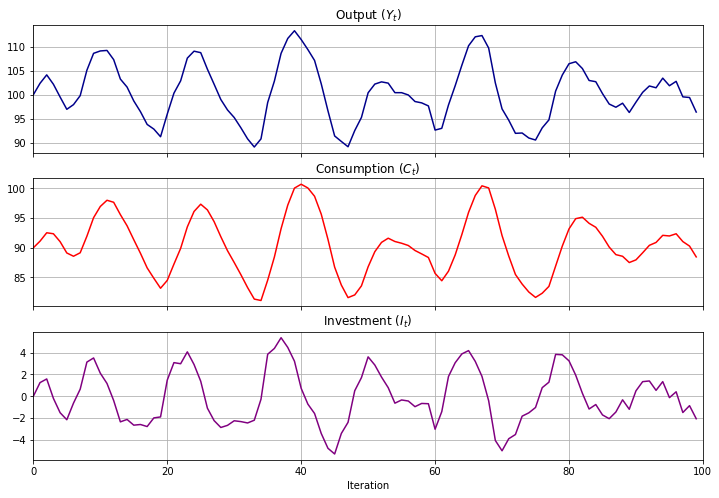 Output (Y_t)
110
105
100
95
90
Consumption (C_t)
100
95
90
85
Investment (I_t)
4
2
0
−2
−4
0 20 40 60 80 100
Iteration